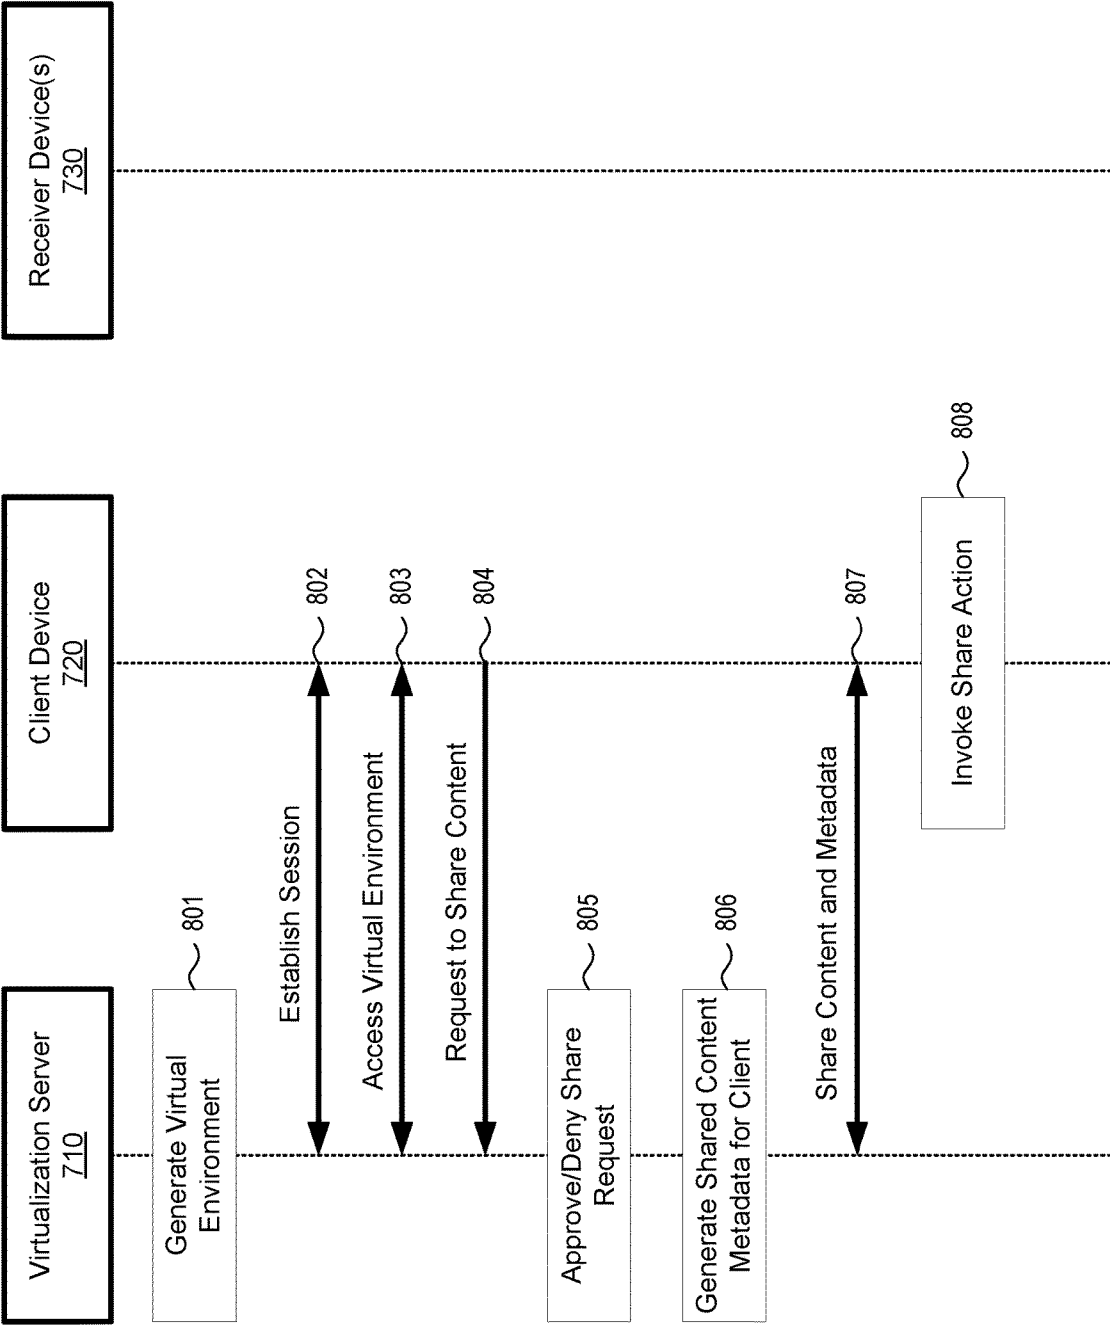 Virtualization Server
710
Client Device
720
Receiver Device(s)
730
Generate Virtual
Environment
801
Establish Session
802
Access Virtual Environment
803
Request to Share Content
804
Approve/Deny Share
Request
805
Generate Shared Content
Metadata for Client
806
Share Content and Metadata
807
Invoke Share Action
808